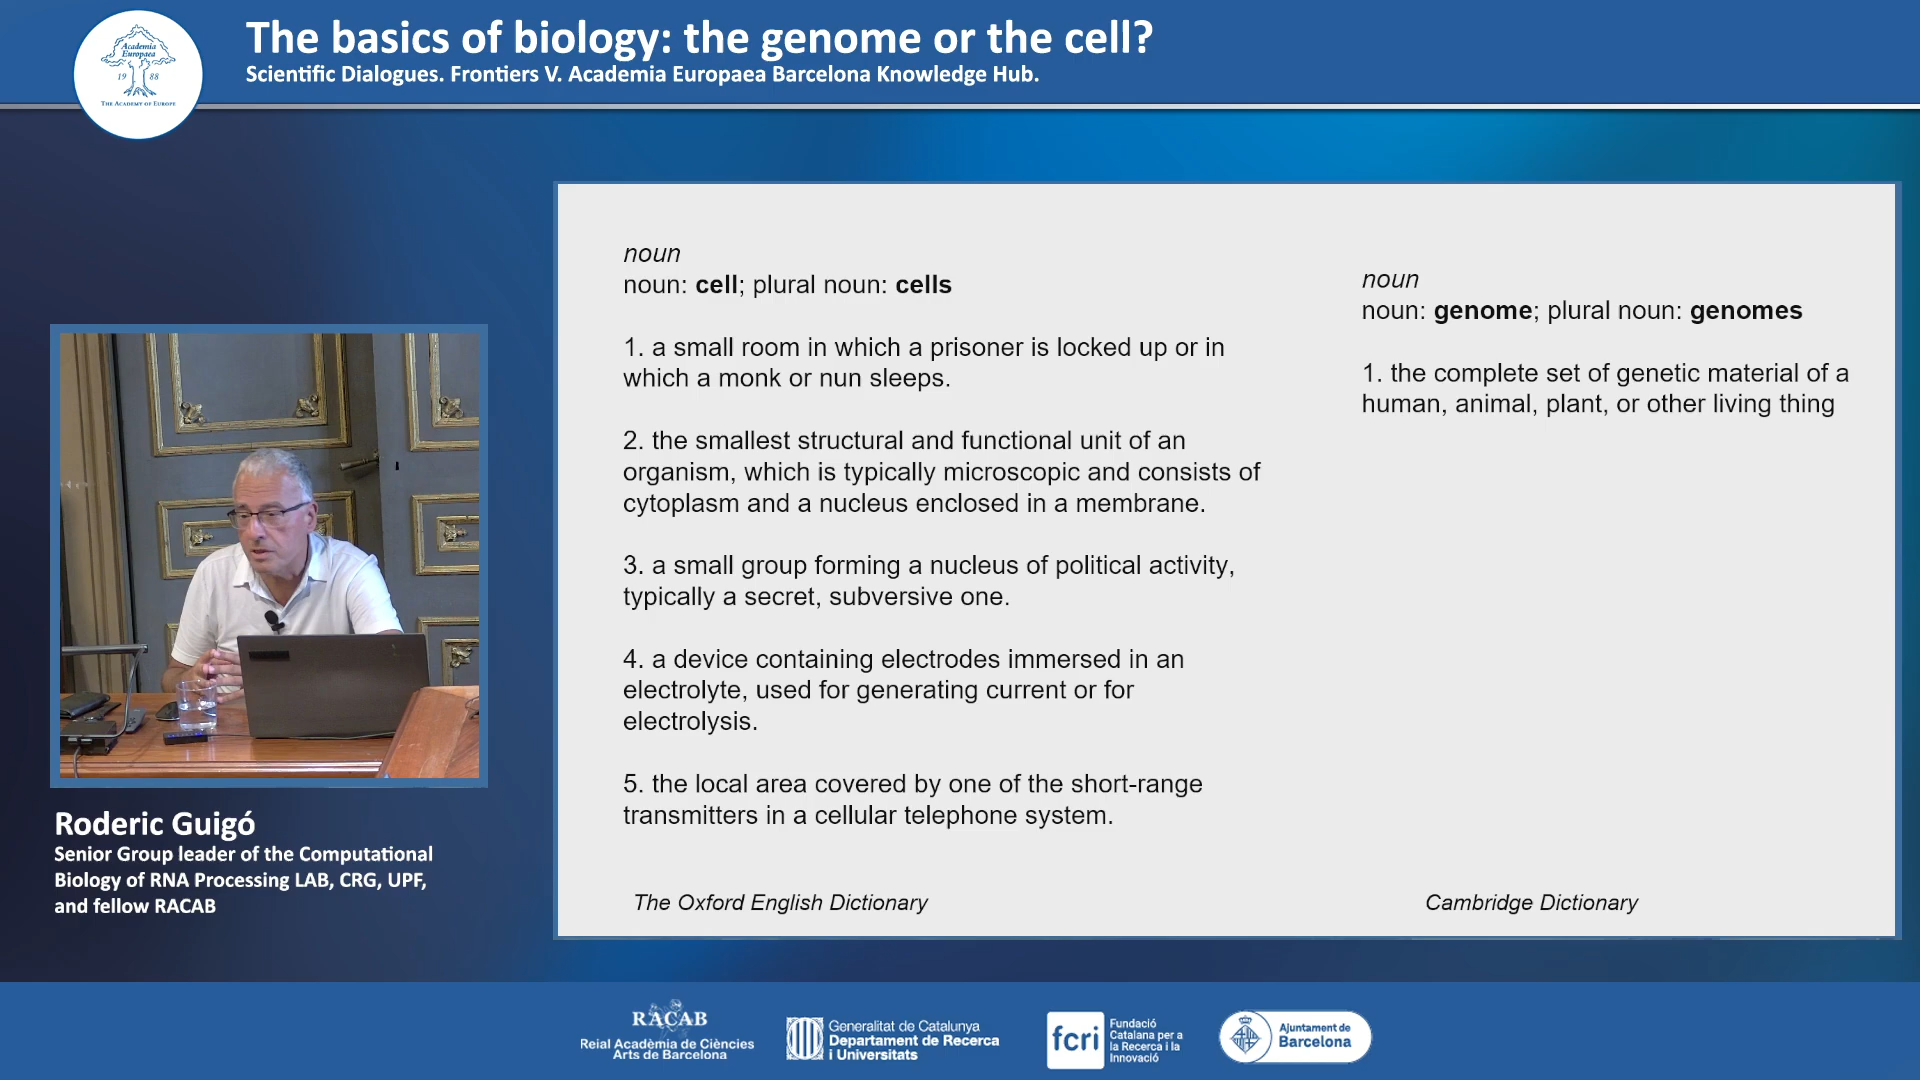 The basics of biology: the genome or the cell?
Scientific Dialogues. Frontiers V. Academia Europaea Barcelona Knowledge Hub.
Academia
Europaea
19 88
THE ACADEMY OF EUROPE
noun
noun: cell; plural noun: cells
1. a small room in which a prisoner is locked up or in
which a monk or nun sleeps.
2. the smallest structural and functional unit of an
organism, which is typically microscopic and consists of
cytoplasm and a nucleus enclosed in a membrane.
3. a small group forming a nucleus of political activity,
typically a secret, subversive one.
4. a device containing electrodes immersed in an
electrolyte, used for generating current or for
electrolysis.
5. the local area covered by one of the short-range
transmitters in a cellular telephone system.
The Oxford English Dictionary
noun
noun: genome; plural noun: genomes
1. the complete set of genetic material of a
human, animal, plant, or other living thing
Cambridge Dictionary
Roderic Guigó
Senior Group leader of the Computational
Biology of RNA Processing LAB, CRG, UPF,
and fellow RACAB
RACAB
Reial Acadèmia de Ciències
Arts de Barcelona
Generalitat de Catalunya
Departament de Recerca
i Universitats
fcri
Fundació
Catalana per a
la Recerca i la
Innovació
Ajuntament de
Barcelona